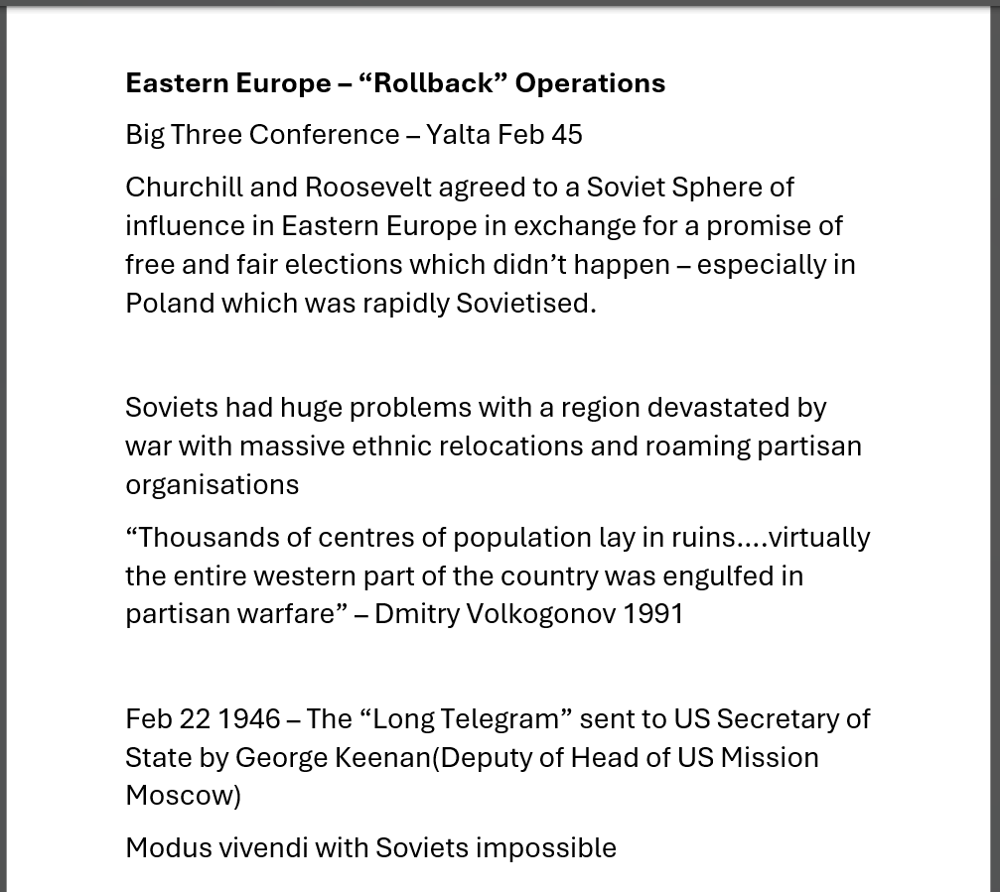 Eastern Europe – “Rollback” Operations
Big Three Conference – Yalta Feb 45
Churchill and Roosevelt agreed to a Soviet Sphere of
influence in Eastern Europe in exchange for a promise of
free and fair elections which didn’t happen – especially in
Poland which was rapidly Sovietised.
Soviets had huge problems with a region devastated by
war with massive ethnic relocations and roaming partisan
organisations
“Thousands of centres of population lay in ruins….virtually
the entire western part of the country was engulfed in
partisan warfare” – Dmitry Volkogonov 1991
Feb 22 1946 – The “Long Telegram” sent to US Secretary of
State by George Keenan(Deputy of Head of US Mission
Moscow)
Modus vivendi with Soviets impossible